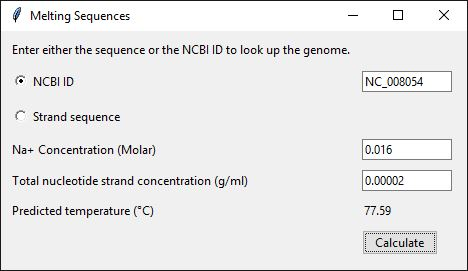 Melting Sequences
Enter either the sequence or the NCBI ID to look up the genome.
NCBI ID NC_008054
Strand sequence
Na+ Concentration (Molar) 0.016
Total nucleotide strand concentration (g/ml) 0.00002
Predicted temperature (°C) 77.59
Calculate